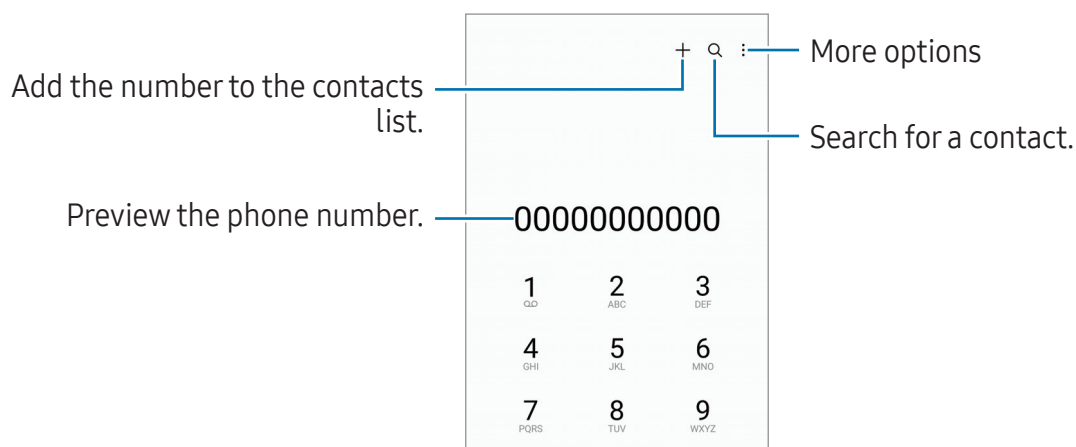 More options
Add the number to the contacts
list.
Search for a contact.
Preview the phone number.
00000000000
1 2 3
ABC DEF
4 5 6
GHI JKL MNO
7 8 9
PQRS TUV WXYZ